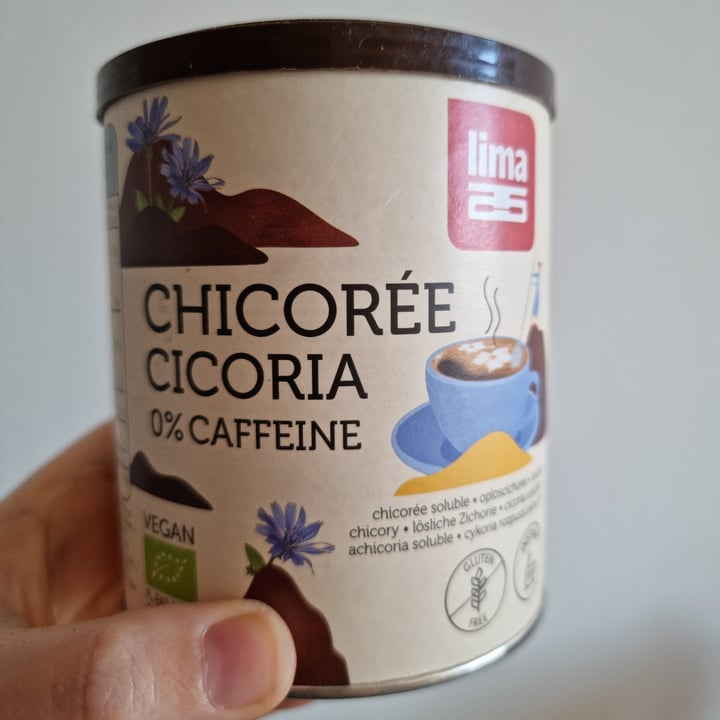 lima
CHICORÉE
CICORIA
0% CAFFEINE
chicorée soluble • oploscichorei •
chicory • lösliche Zichorie • cicoria
achicoria soluble • cykoria
VEGAN
GLUTEN
FREE